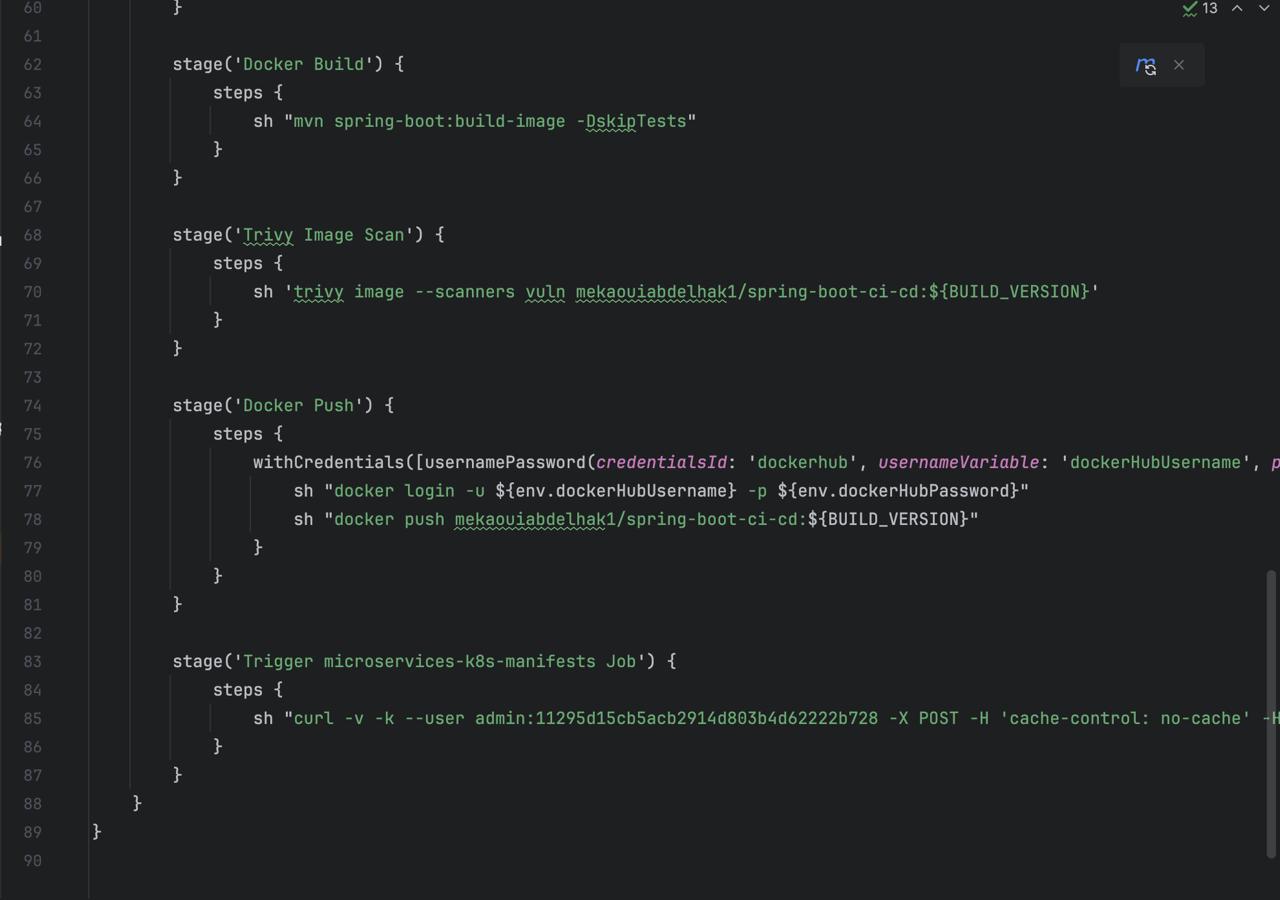 60 }
13
61
62 stage('Docker Build') {
63 steps {
64 sh "mvn spring-boot:build-image -DskipTests"
65 }
66 }
67
68 stage('Trivy Image Scan') {
69 steps {
70 sh 'trivy image --scanners vuln mekaouiabdelhak1/spring-boot-ci-cd:${BUILD_VERSION}'
71 }
72 }
73
74 stage('Docker Push') {
75 steps {
76 withCredentials([usernamePassword(credentialsId: 'dockerhub', usernameVariable: 'dockerHubUsername', p
77 sh "docker login -u ${env.dockerHubUsername} -p ${env.dockerHubPassword}"
78 sh "docker push mekaouiabdelhak1/spring-boot-ci-cd:${BUILD_VERSION}"
79 }
80 }
81 }
82
83 stage('Trigger microservices-k8s-manifests Job') {
84 steps {
85 sh "curl -v -k --user admin:11295d15cb5acb2914d803b4d62222b728 -X POST -H 'cache-control: no-cache' -H
86 }
87 }
88 }
89 }
90